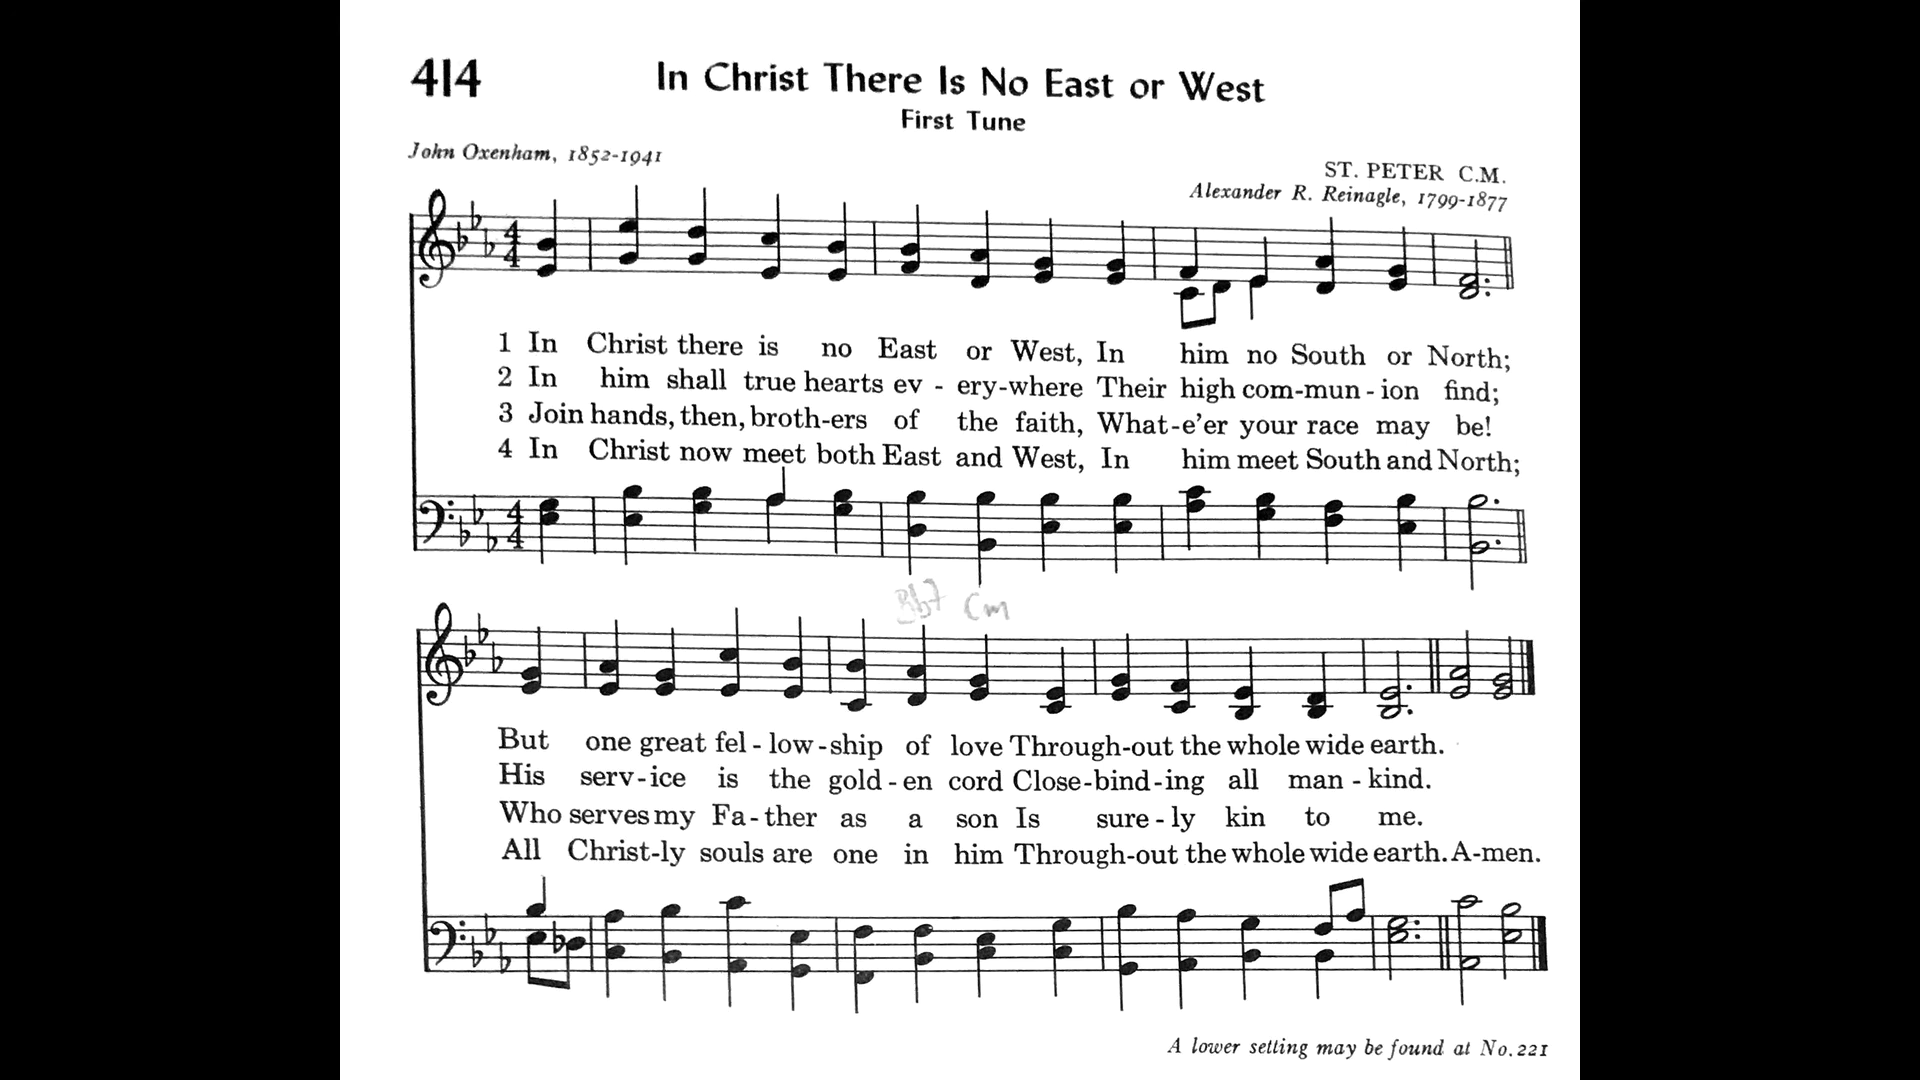 414
In Christ There Is No East or West
First Tune
John Oxenham, 1852-1941
ST. PETER C.M.
Alexander R. Reinagle, 1799-1877
4
4
1 In Christ there is no East or West, In him no South or North;
2 In him shall true hearts ev - ery-where Their high com-mun - ion find;
3 Join hands, then, broth-ers of the faith, What-e'er your race may be!
4 In Christ now meet both East and West, In him meet South and North;
4
4
Bb7 Cm
But one great fel - low - ship of love Through-out the whole wide earth.
His serv - ice is the gold - en cord Close-bind-ing all man - kind.
Who serves my Fa - ther as a son Is sure - ly kin to me.
All Christ-ly souls are one in him Through-out the whole wide earth. A-men.
A lower setting may be found at No. 221